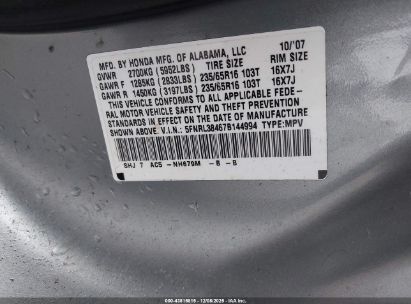 MFD. BY HONDA MFG. OF ALABAMA, LLC 10/'07
GVWR 2700KG (5952LBS) TIRE SIZE RIM SIZE
GAWR F 1285KG (2833LBS) 235/65R16 103T 16X7J
GAWR R 1450KG (3197LBS) 235/65R16 103T 16X7J
THIS VEHICLE CONFORMS TO ALL APPLICABLE FEDE-
RAL MOTOR VEHICLE SAFETY AND THEFT PREVENTION
STANDARDS IN EFFECT ON THE DATE OF MANUFACTURE
SHOWN ABOVE. V.I.N.: 5FNRL38467B144994 TYPE: MPV
SHJ 7 AC5 -NH679M - B - B